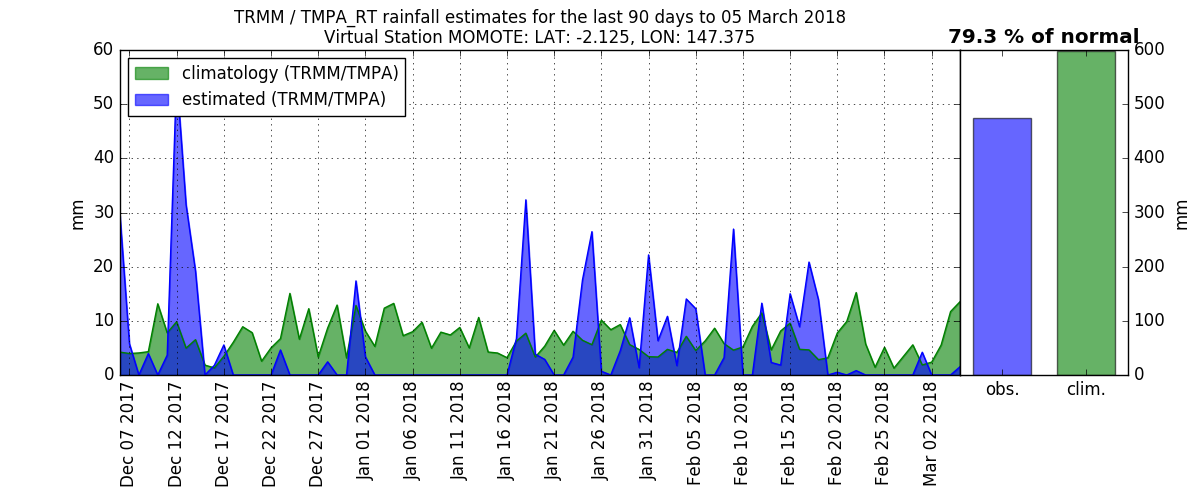 TRMM / TMPA_RT rainfall estimates for the last 90 days to 05 March 2018
Virtual Station MOMOTE: LAT: -2.125, LON: 147.375
79.3 % of normal
climatology (TRMM/TMPA)
estimated (TRMM/TMPA)
60
50
40
30
20
10
0
mm
600
500
400
300
200
100
0
mm
Dec 07 2017
Dec 12 2017
Dec 17 2017
Dec 22 2017
Dec 27 2017
Jan 01 2018
Jan 06 2018
Jan 11 2018
Jan 16 2018
Jan 21 2018
Jan 26 2018
Jan 31 2018
Feb 05 2018
Feb 10 2018
Feb 15 2018
Feb 20 2018
Feb 25 2018
Mar 02 2018
obs.
clim.